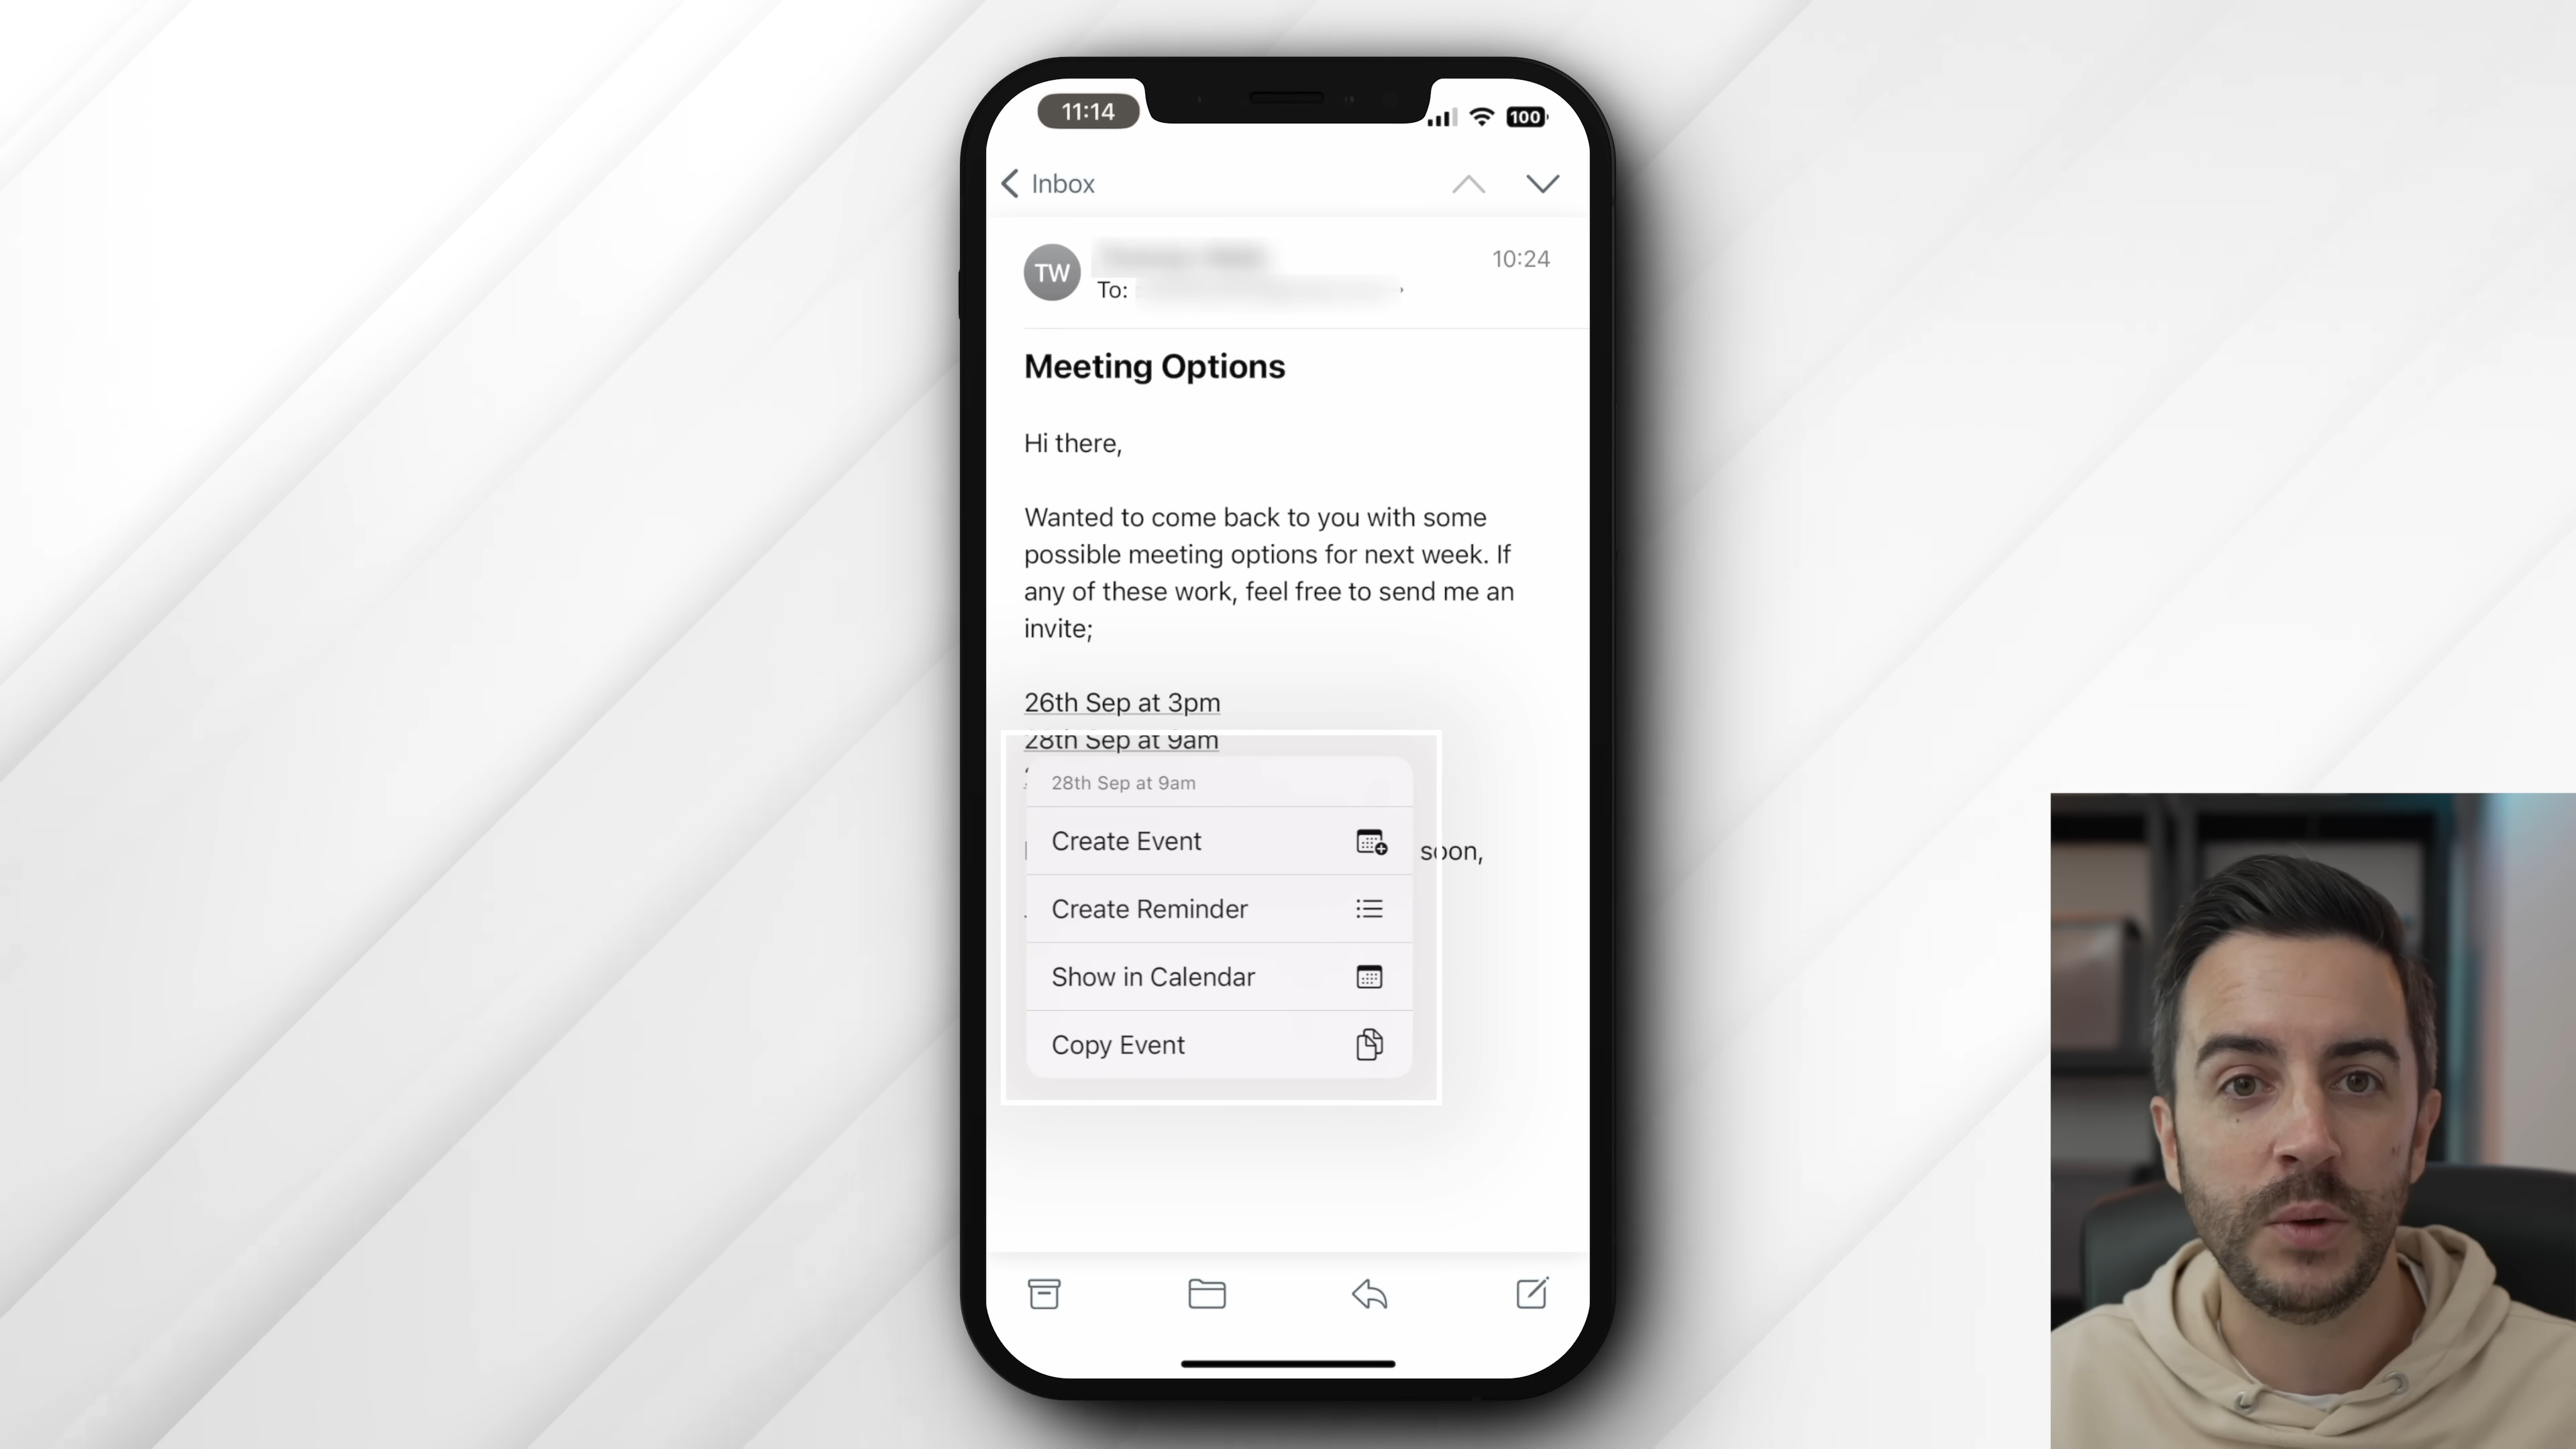 11:14
100
Inbox
TW
10:24
To:
Meeting Options
Hi there,
Wanted to come back to you with some
possible meeting options for next week. If
any of these work, feel free to send me an
invite;
26th Sep at 3pm
28th Sep at 9am
28th Sep at 9am
Create Event
soon,
Create Reminder
Show in Calendar
Copy Event